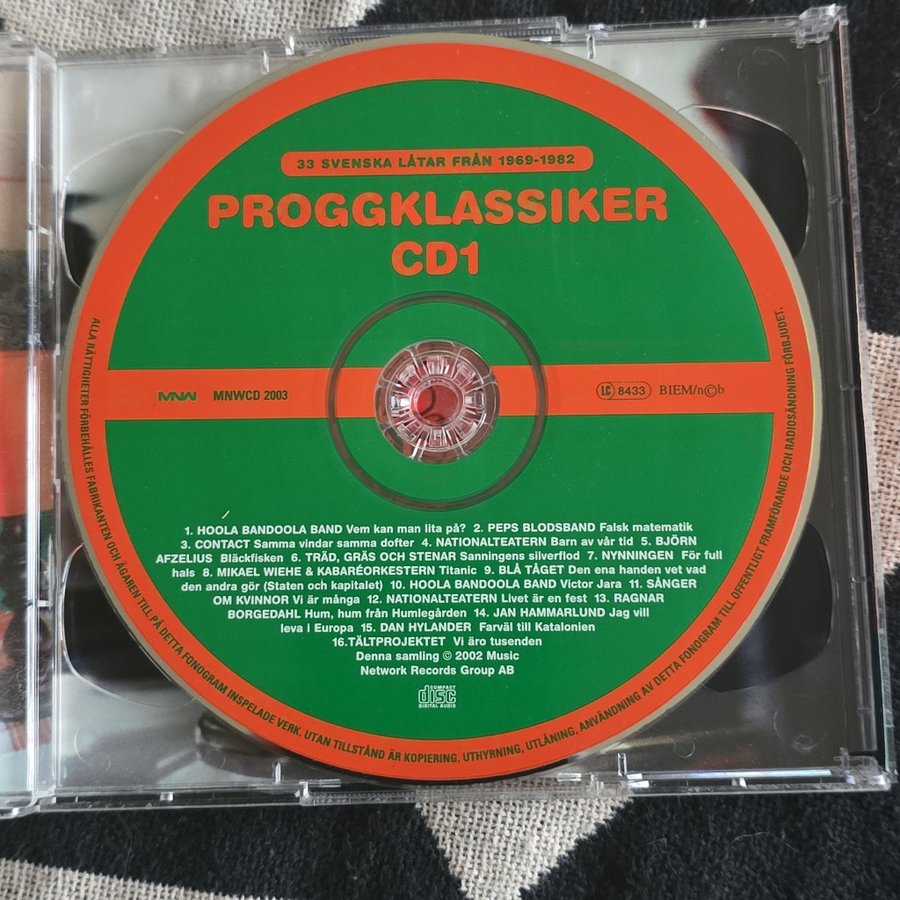 33 SVENSKA LÅTAR FRÅN 1969-1982
PROGGKLASSIKER
CD1
MNW MNWCD 2003
LC 8433 BIEM/n©b
1. HOOLA BANDOOLA BAND Vem kan man lita på? 2. PEPS BLODSBAND Falsk matematik
3. CONTACT Samma vindar samma dofter 4. NATIONALTEATERN Barn av vår tid 5. BJÖRN
AFZELIUS Bläckfisken 6. TRÄD, GRÄS OCH STENAR Sanningens silverflod 7. NYNNINGEN För full
hals 8. MIKAEL WIEHE & KABARÉORKESTERN Titanic 9. BLÅ TÅGET Den ena handen vet vad
den andra gör (Staten och kapitalet) 10. HOOLA BANDOOLA BAND Victor Jara 11. SÅNGER
OM KVINNOR Vi är många 12. NATIONALTEATERN Livet är en fest 13. RAGNAR
BORGEDAHL Hum, hum från Humlegården 14. JAN HAMMARLUND Jag vill
leva i Europa 15. DAN HYLANDER Farväl till Katalonien
16.TÄLTPROJEKTET Vi äro tusenden
Denna samling © 2002 Music
Network Records Group AB
COMPACT
disc
DIGITAL AUDIO
ALLA RÄTTIGHETER FÖRBEHÅLLES FABRIKANTEN OCH ÄGAREN TILL PÅ DETTA FONOGRAM INSPELADE VERK. UTAN TILLSTÅND ÄR KOPIERING, UTHYRNING, UTLÅNING, ANVÄNDNING AV DETTA FONOGRAM TILL OFFENTLIGT FRAMFÖRANDE OCH RADIOSÄNDNING FÖRBJUDET.